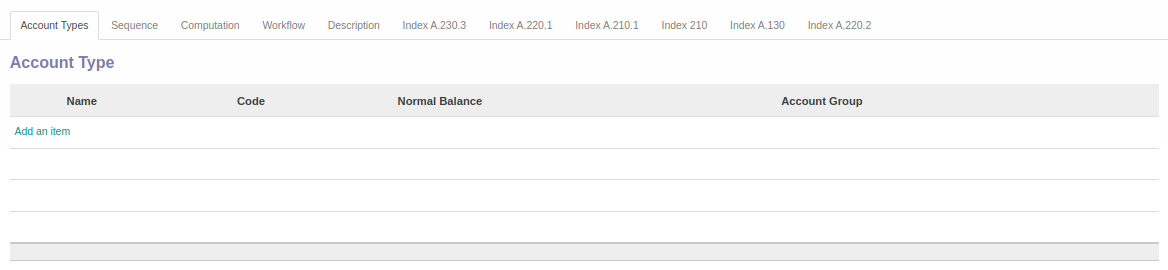 Account Types Sequence Computation Workflow Description Index A.230.3 Index A.220.1 Index A.210.1 Index 210 Index A.130 Index A.220.2
Account Type
Name Code Normal Balance Account Group
Add an item